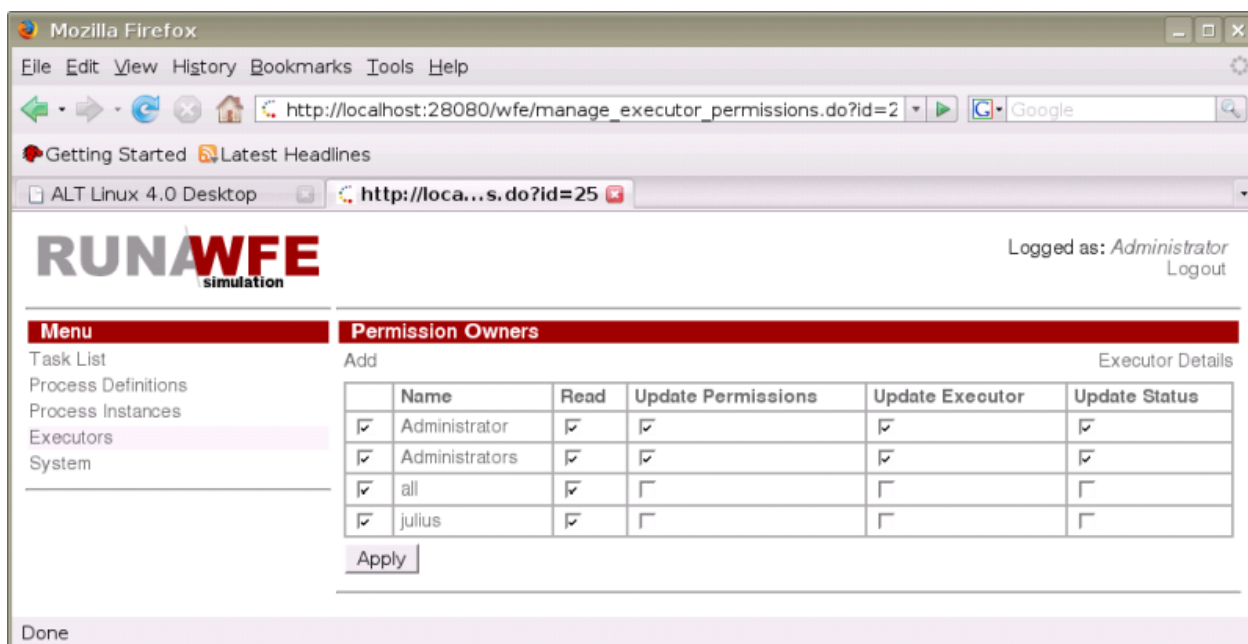 Mozilla Firefox
File Edit View History Bookmarks Tools Help
http://localhost:28080/wfe/manage_executor_permissions.do?id=2 G Google
Getting Started Latest Headlines
ALT Linux 4.0 Desktop http://loca...s.do?id=25
RUNAWFE
simulation
Logged as: Administrator
Logout
Menu
Task List
Process Definitions
Process Instances
Executors
System
Permission Owners
Add Executor Details
Name Read Update Permissions Update Executor Update Status
Administrator
Administrators
all
julius
Apply
Done